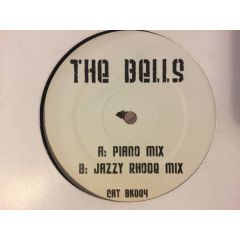 THE BELLS
A: PIANO MIX
B: JAZZY RHODE MIX
CAT BK004